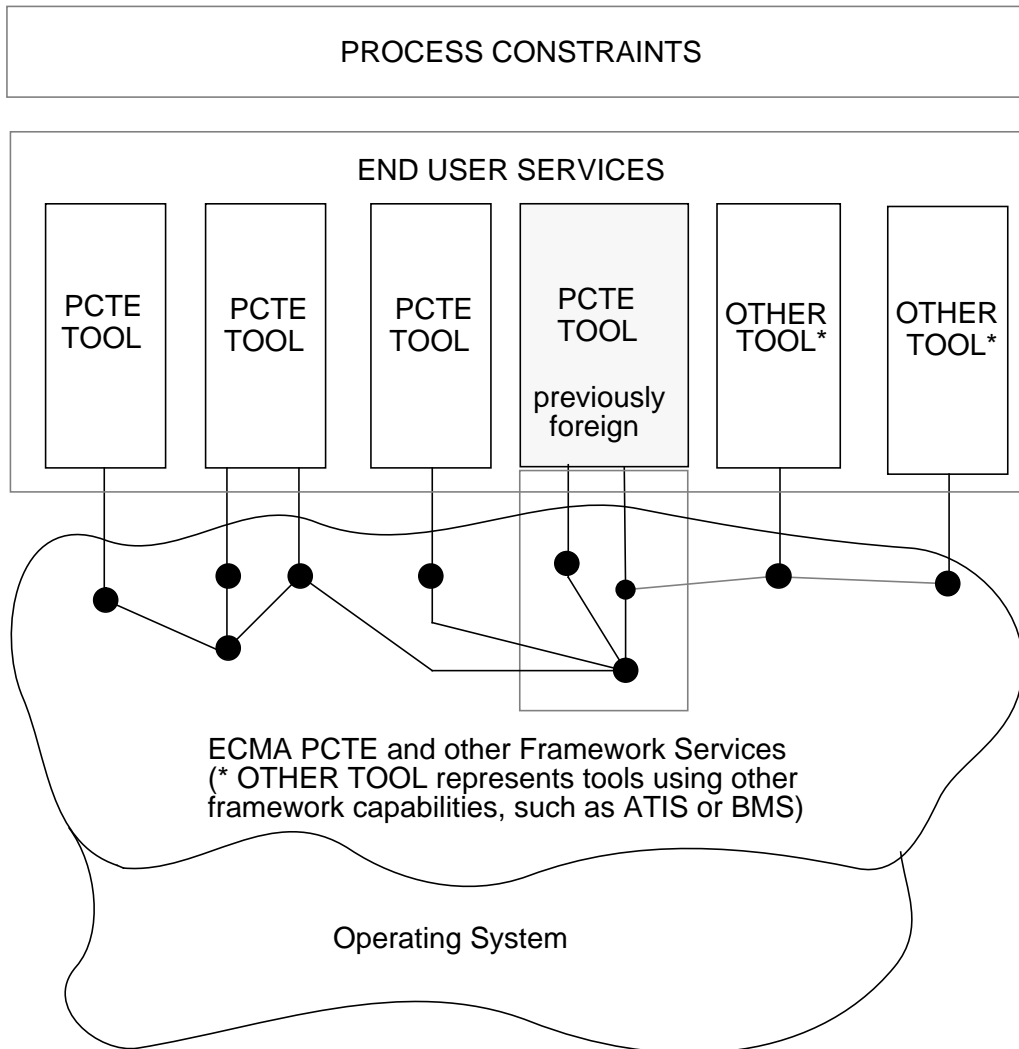 PROCESS CONSTRAINTS
END USER SERVICES
PCTE
TOOL
PCTE
TOOL
PCTE
TOOL
PCTE
TOOL
previously
foreign
OTHER
TOOL*
OTHER
TOOL*
ECMA PCTE and other Framework Services
(* OTHER TOOL represents tools using other
framework capabilities, such as ATIS or BMS)
Operating System